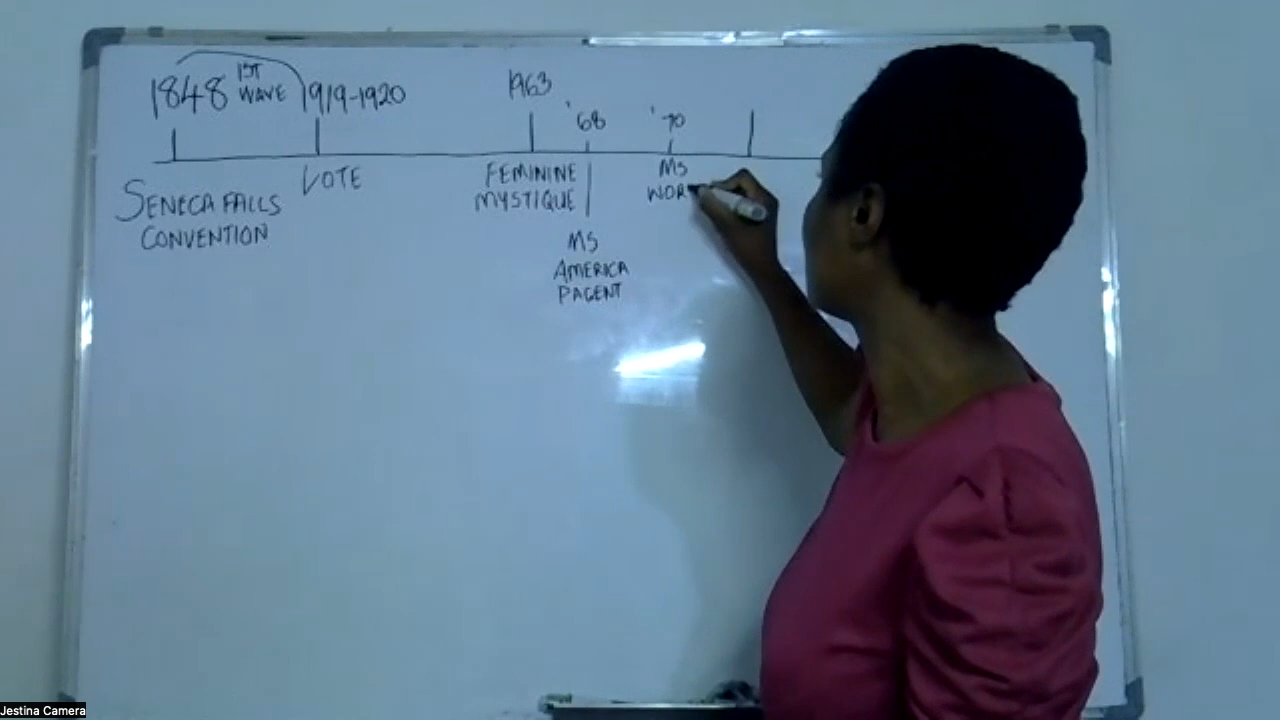 1848 1ST WAVE 1919-1920
1963
'68
'70
SENECA FALLS
CONVENTION
VOTE
FEMININE
MYSTIQUE
MS
AMERICA
PAGENT
MS
WOR
Jestina Camera